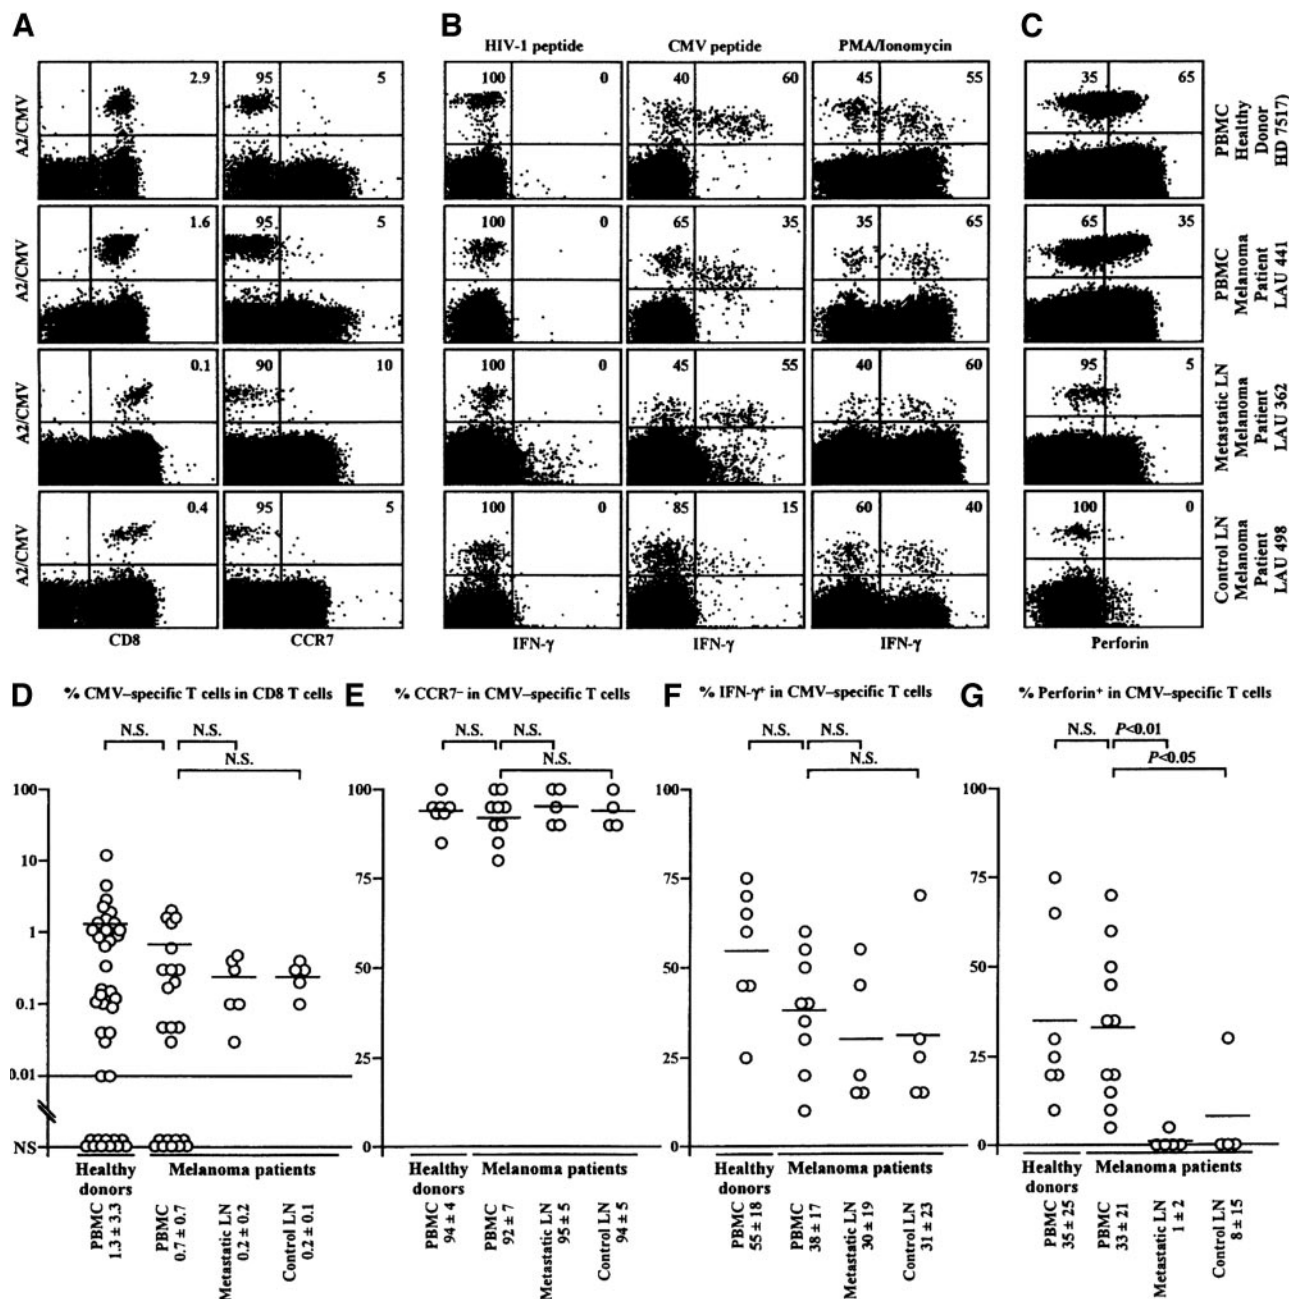 A
B
C
HIV-1 peptide
CMV peptide
PMA/Ionomycin
A2/CMV
2.9
95
5
100
0
40
60
45
55
35
65
PBMC
Healthy
Donor
HD 7517)
A2/CMV
1.6
95
5
100
0
65
35
35
65
65
35
PBMC
Melanoma
Patient
LAU 441
A2/CMV
0.1
90
10
100
0
45
55
40
60
95
5
Metastatic LN
Melanoma
Patient
LAU 362
A2/CMV
0.4
95
5
100
0
85
15
60
40
100
0
Control LN
Melanoma
Patient
LAU 498
CD8
CCR7
IFN-γ
IFN-γ
IFN-γ
Perforin
D
% CMV–specific T cells in CD8 T cells
N.S.
N.S.
N.S.
100
10
1
0.1
0.01
NS
Healthy
donors
Melanoma patients
PBMC
1.3 ± 3.3
PBMC
0.7 ± 0.7
Metastatic LN
0.2 ± 0.2
Control LN
0.2 ± 0.1
E
% CCR7⁻ in CMV–specific T cells
N.S.
N.S.
N.S.
100
75
50
25
0
Healthy
donors
Melanoma patients
PBMC
94 ± 4
PBMC
92 ± 7
Metastatic LN
95 ± 5
Control LN
94 ± 5
F
% IFN-γ⁺ in CMV–specific T cells
N.S.
N.S.
N.S.
100
75
50
25
0
Healthy
donors
Melanoma patients
PBMC
55 ± 18
PBMC
38 ± 17
Metastatic LN
30 ± 19
Control LN
31 ± 23
G
% Perforin⁺ in CMV–specific T cells
N.S.
P<0.01
P<0.05
100
75
50
25
0
Healthy
donors
Melanoma patients
PBMC
35 ± 25
PBMC
33 ± 21
Metastatic LN
1 ± 2
Control LN
8 ± 15